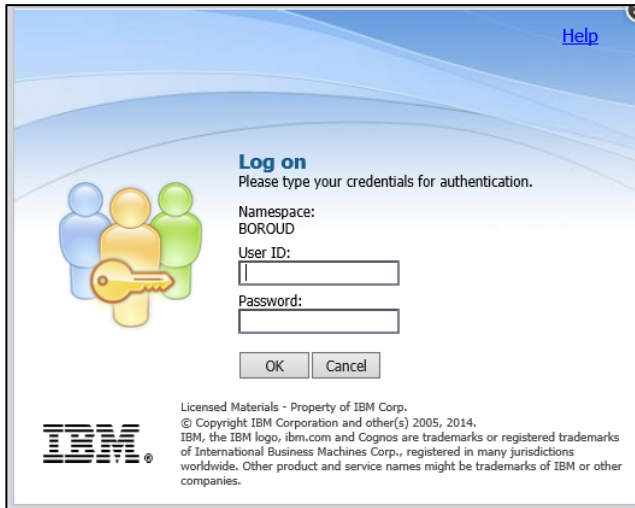 Help
Log on
Please type your credentials for authentication.
Namespace:
BOROUD
User ID:
Password:
OK Cancel
Licensed Materials - Property of IBM Corp.
© Copyright IBM Corporation and other(s) 2005, 2014.
IBM, the IBM logo, ibm.com and Cognos are trademarks or registered trademarks
of International Business Machines Corp., registered in many jurisdictions
worldwide. Other product and service names might be trademarks of IBM or other
companies.
IBM®